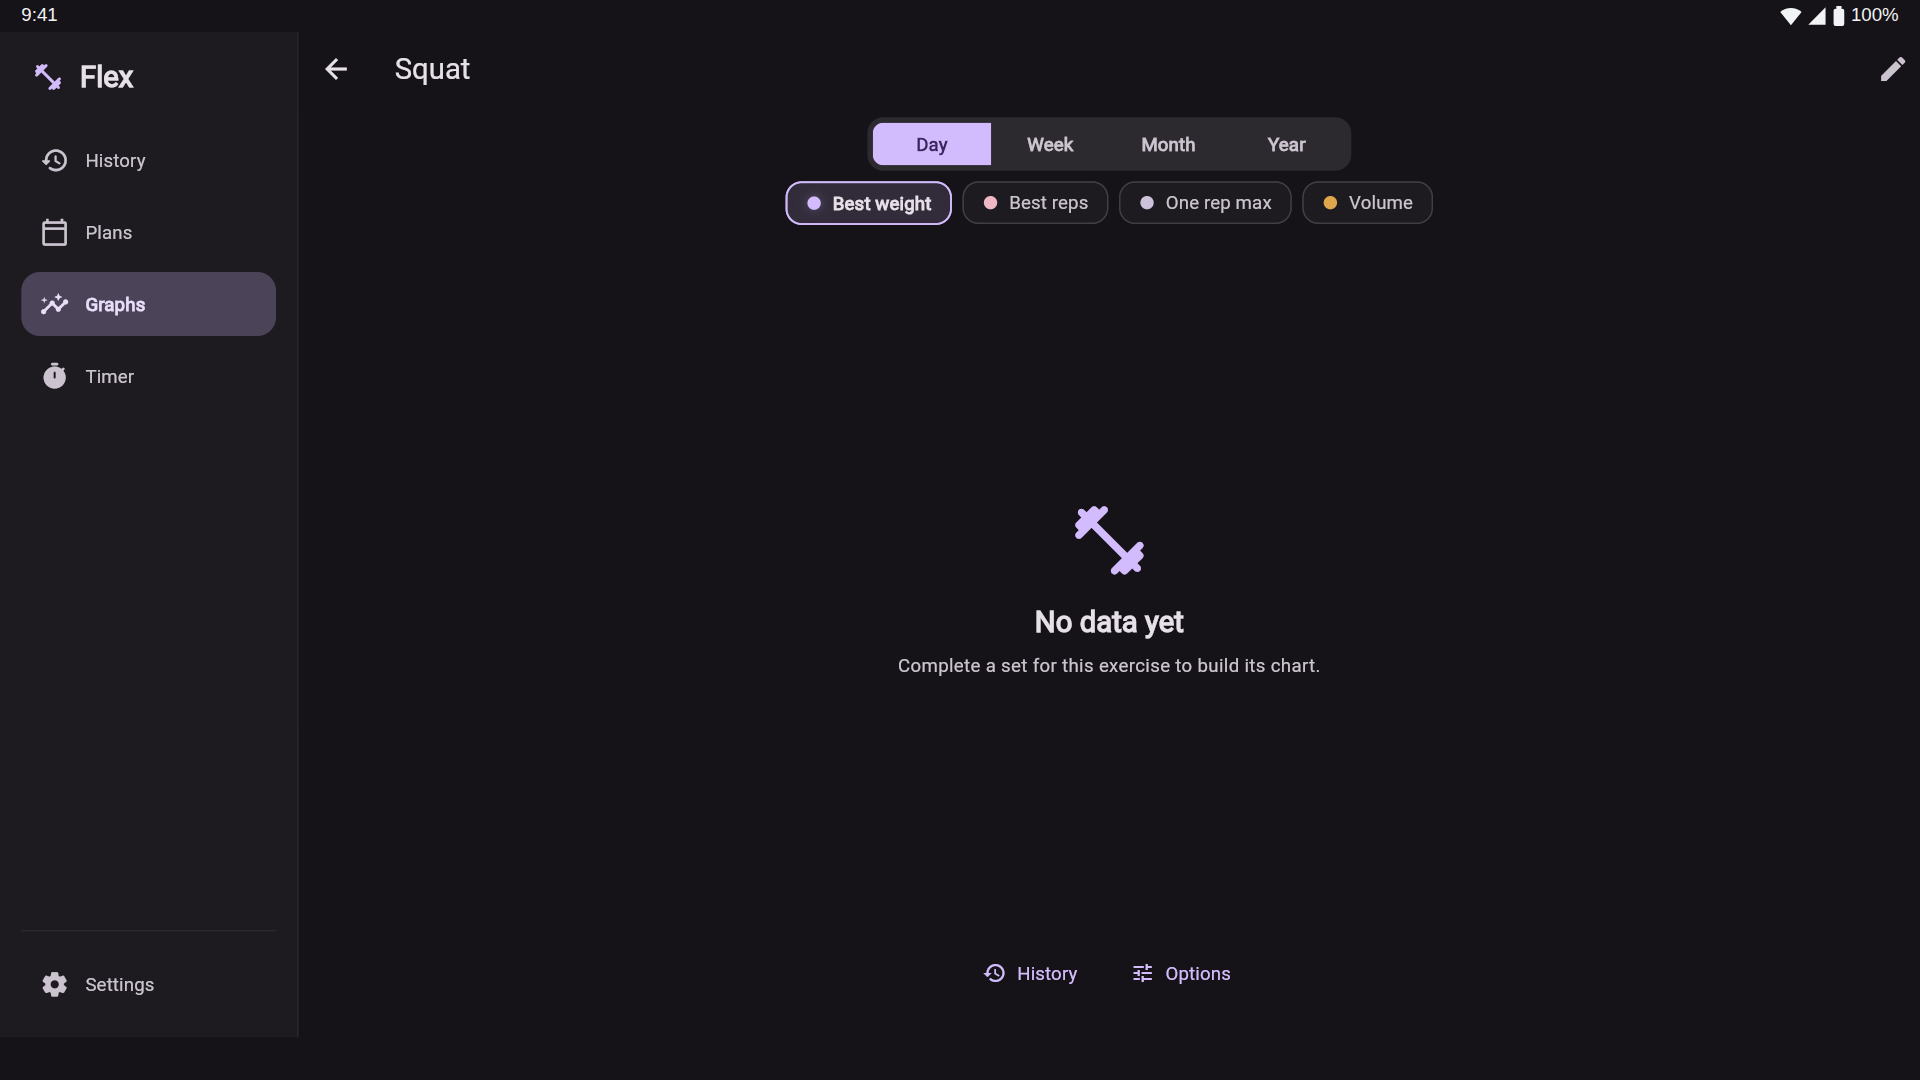 9:41
100%
Flex
Squat
History
Plans
Graphs
Timer
Settings
Day
Week
Month
Year
Best weight
Best reps
One rep max
Volume
No data yet
Complete a set for this exercise to build its chart.
History
Options